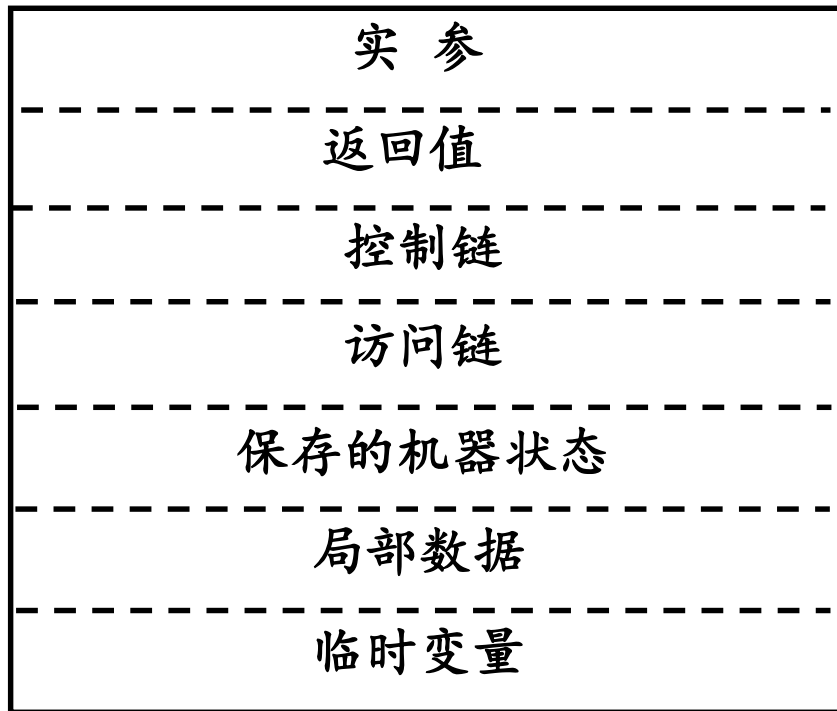 实 参
返回值
控制链
访问链
保存的机器状态
局部数据
临时变量